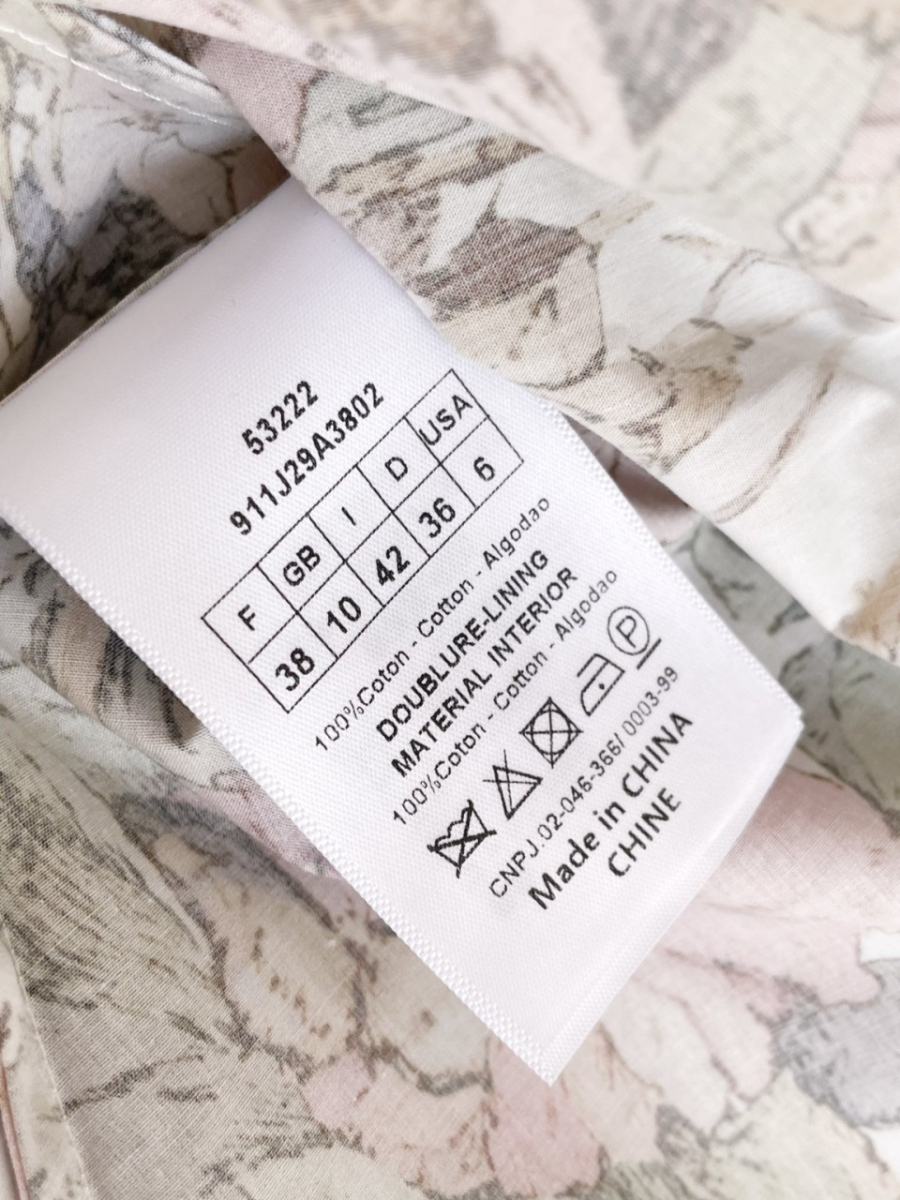 53222
911J29A3802
F GB I D USA
38 10 42 36 6
100%Coton - Cotton - Algodao
DOUBLURE-LINING
MATERIAL INTERIOR
100%Coton - Cotton - Algodao
P
CNPJ.02-046-366/ 0003-99
Made in CHINA
CHINE